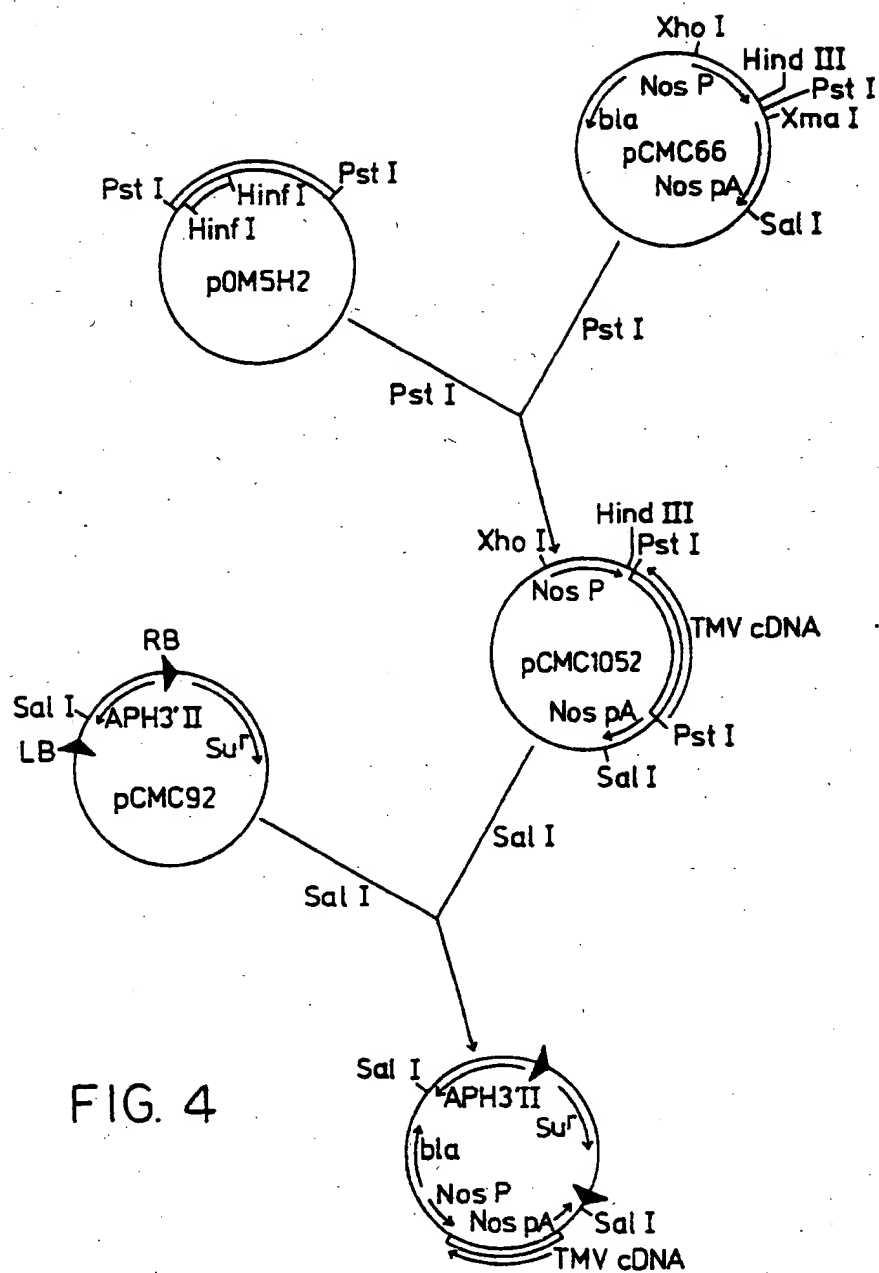 Xho I
Hind III
Pst I
Xma I
Nos P
bla
pCMC66
Nos pA
Sal I
Pst I
Pst I
Hinf I
Hinf I
pOM5H2
Pst I
Pst I
Xho I
Hind III
Pst I
Nos P
TMV cDNA
pCMC1052
Nos pA
Pst I
Sal I
RB
Sal I
APH3'II
LB
Suʳ
pCMC92
Sal I
Sal I
Sal I
APH3'II
Suʳ
bla
Nos P
Nos pA
Sal I
TMV cDNA
FIG. 4